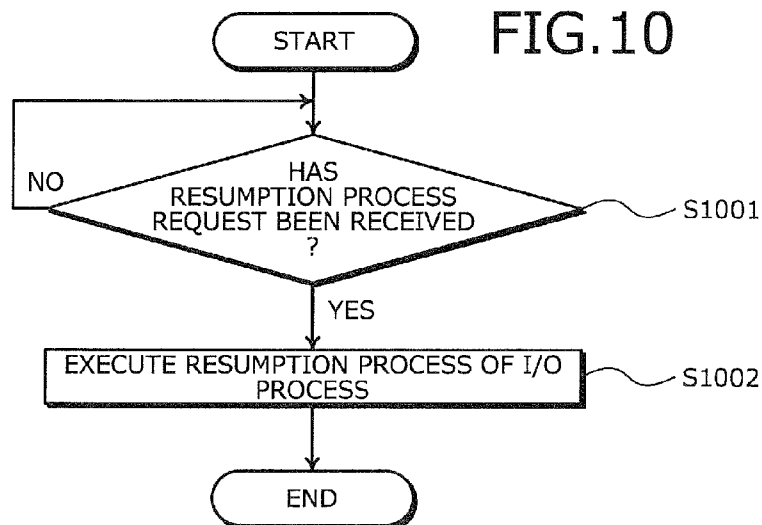 FIG.10
START
HAS
RESUMPTION PROCESS
REQUEST BEEN RECEIVED
?
NO
S1001
YES
EXECUTE RESUMPTION PROCESS OF I/O
PROCESS
S1002
END